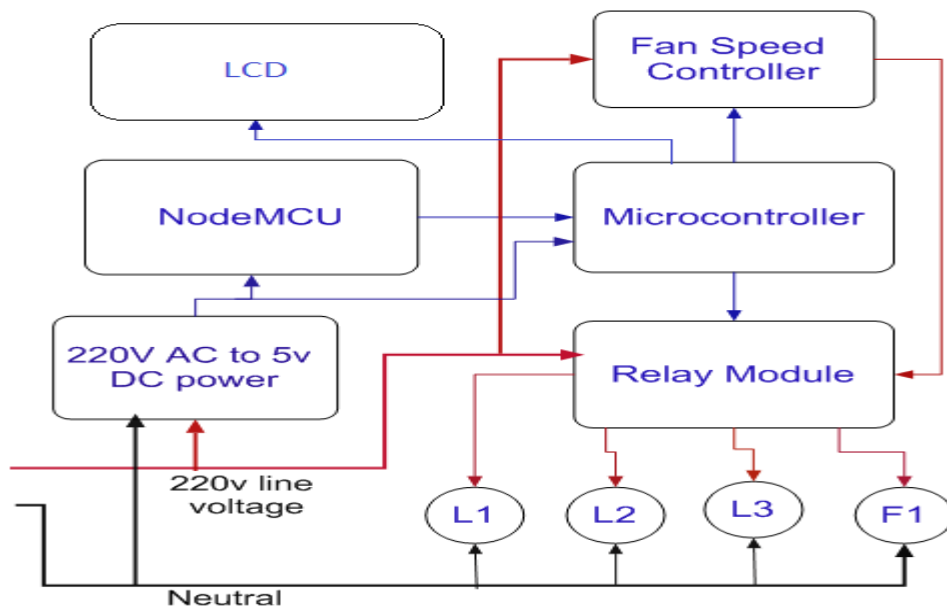 LCD
Fan Speed
Controller
NodeMCU
Microcontroller
220V AC to 5v
DC power
Relay Module
220v line
voltage
L1
L2
L3
F1
Neutral